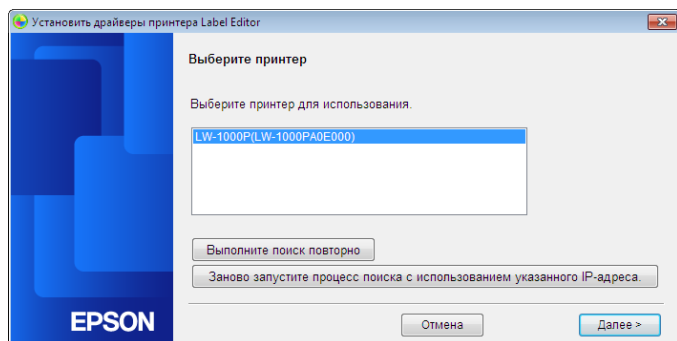 Установить драйверы принтера Label Editor
Выберите принтер
Выберите принтер для использования.
LW-1000P(LW-1000PA0E000)
Выполните поиск повторно
Заново запустите процесс поиска с использованием указанного IP-адреса.
EPSON
Отмена
Далее >